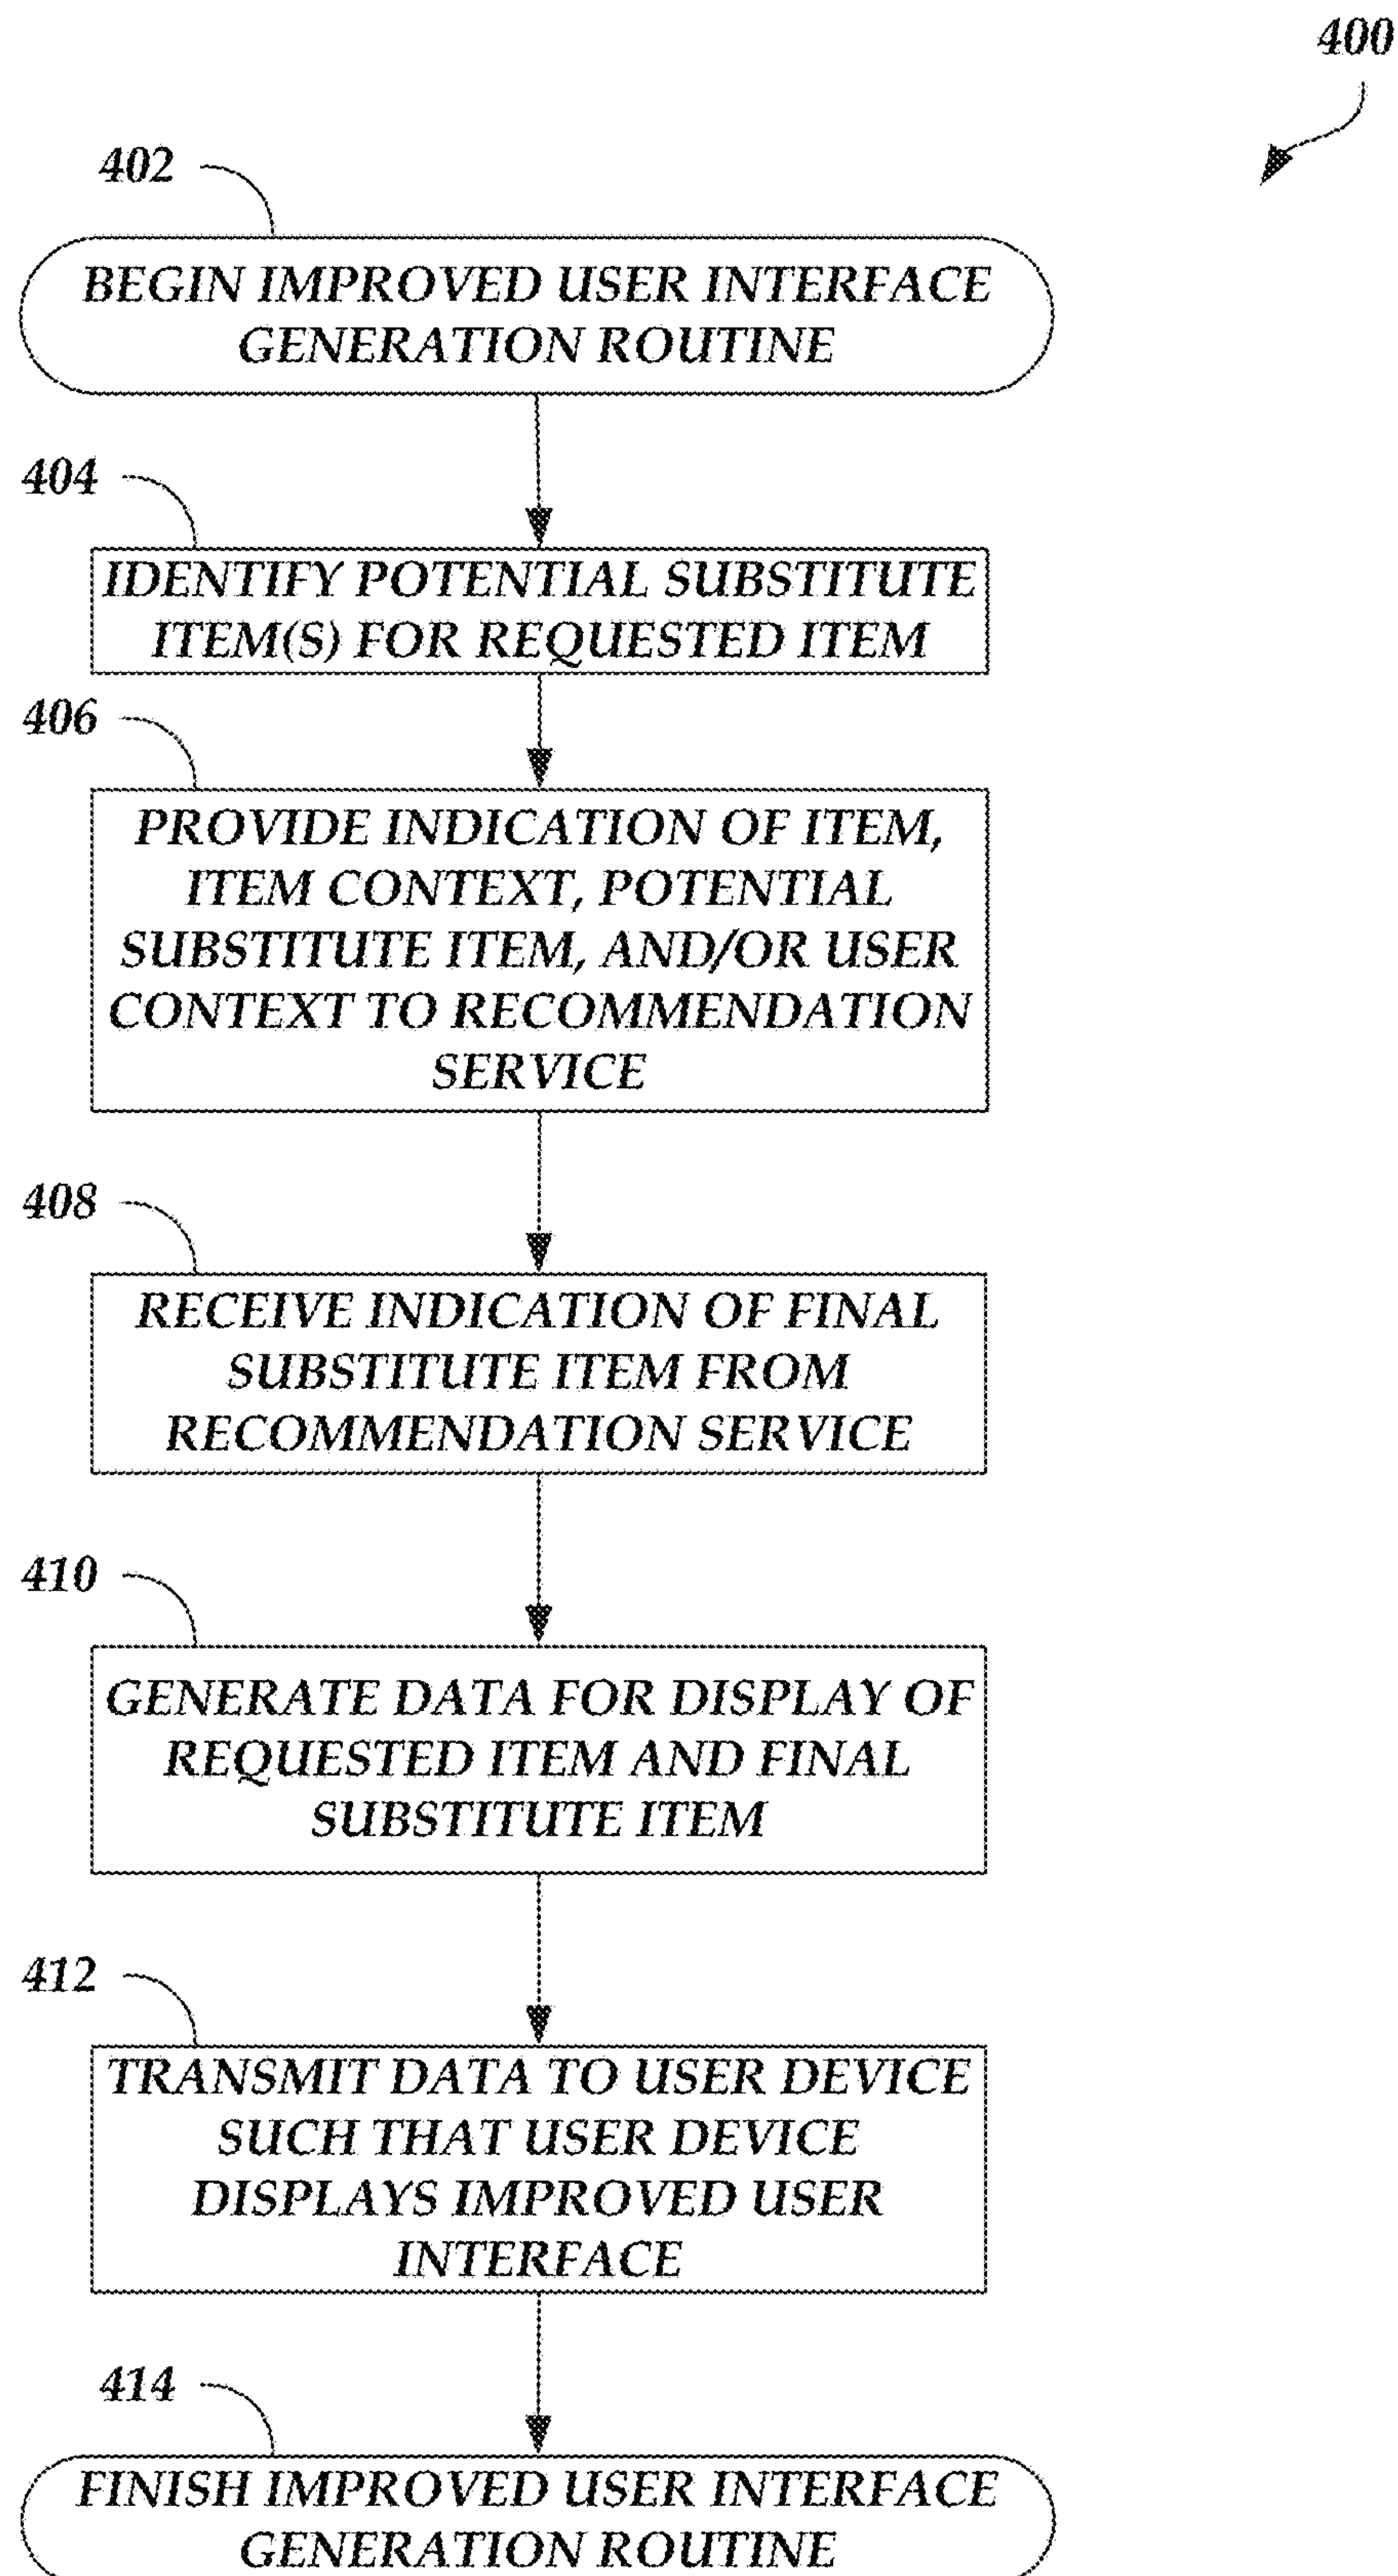 400
402
BEGIN IMPROVED USER INTERFACE
GENERATION ROUTINE
404
IDENTIFY POTENTIAL SUBSTITUTE
ITEM(S) FOR REQUESTED ITEM
406
PROVIDE INDICATION OF ITEM,
ITEM CONTEXT, POTENTIAL
SUBSTITUTE ITEM, AND/OR USER
CONTEXT TO RECOMMENDATION
SERVICE
408
RECEIVE INDICATION OF FINAL
SUBSTITUTE ITEM FROM
RECOMMENDATION SERVICE
410
GENERATE DATA FOR DISPLAY OF
REQUESTED ITEM AND FINAL
SUBSTITUTE ITEM
412
TRANSMIT DATA TO USER DEVICE
SUCH THAT USER DEVICE
DISPLAYS IMPROVED USER
INTERFACE
414
FINISH IMPROVED USER INTERFACE
GENERATION ROUTINE